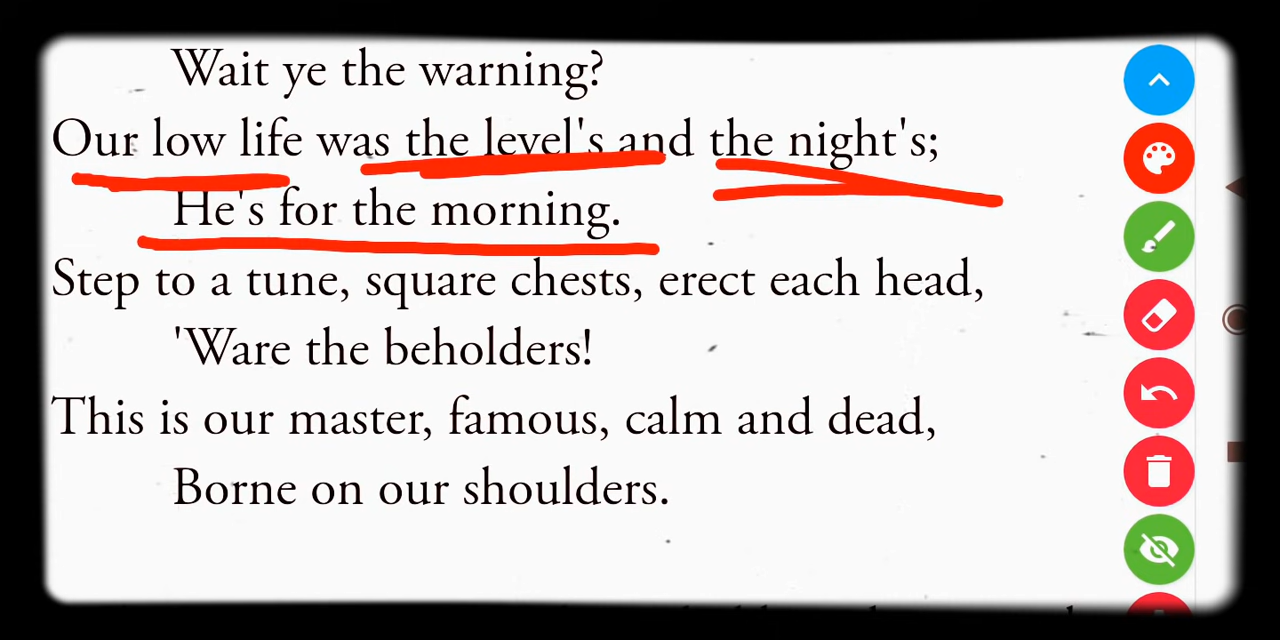 Wait ye the warning?
Our low life was the level's and the night's;
He's for the morning.
Step to a tune, square chests, erect each head,
'Ware the beholders!
This is our master, famous, calm and dead,
Borne on our shoulders.